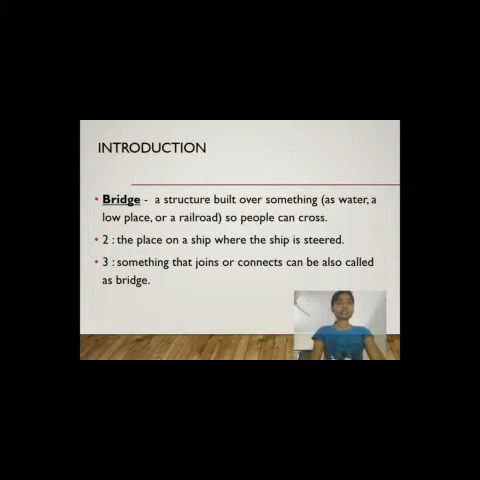 INTRODUCTION
• Bridge - a structure built over something (as water, a
low place, or a railroad) so people can cross.
• 2 : the place on a ship where the ship is steered.
• 3 : something that joins or connects can be also called
as bridge.